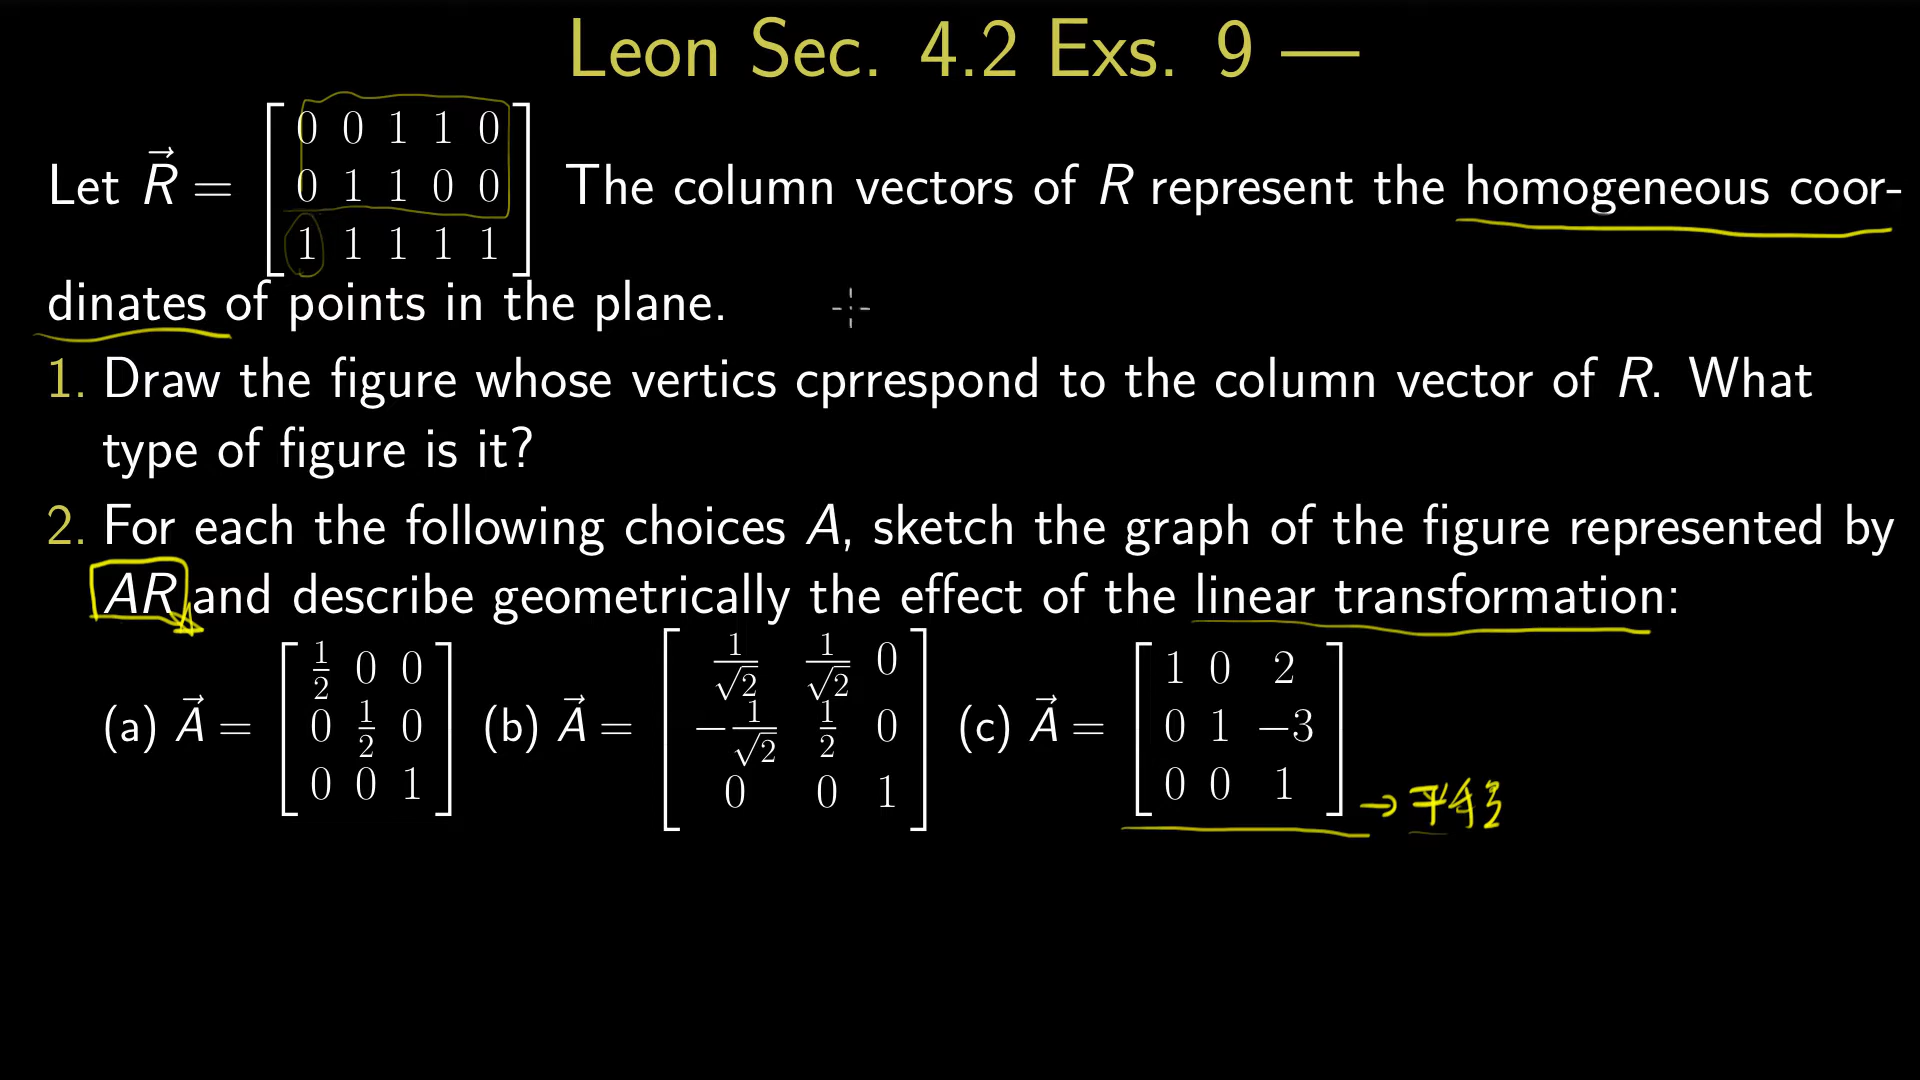 Leon Sec. 4.2 Exs. 9 —
Let R⃗ = [0 0 1 1 0; 0 1 1 0 0; 1 1 1 1 1] The column vectors of R represent the homogeneous coor-
dinates of points in the plane.
1. Draw the figure whose vertics cprrespond to the column vector of R. What
type of figure is it?
2. For each the following choices A, sketch the graph of the figure represented by
AR and describe geometrically the effect of the linear transformation:
(a) A⃗ = [1/2 0 0; 0 1/2 0; 0 0 1] (b) A⃗ = [1/√2 1/√2 0; −1/√2 1/2 0; 0 0 1] (c) A⃗ = [1 0 2; 0 1 −3; 0 0 1]
→ 平移